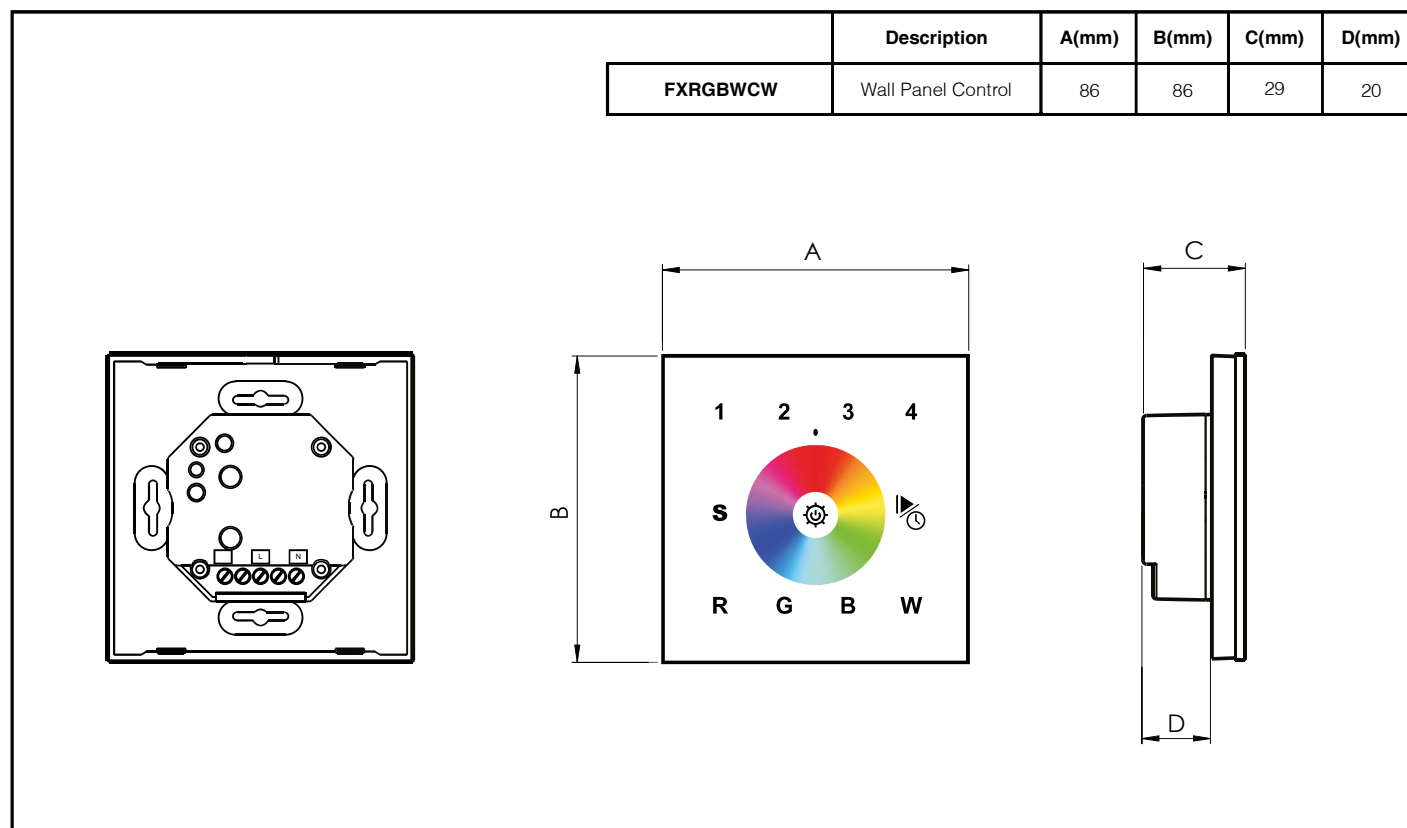 Description A(mm) B(mm) C(mm) D(mm)
FXRGBWCW Wall Panel Control 86 86 29 20
A
C
B
1 2 3 4
S
R G B W
L N
D